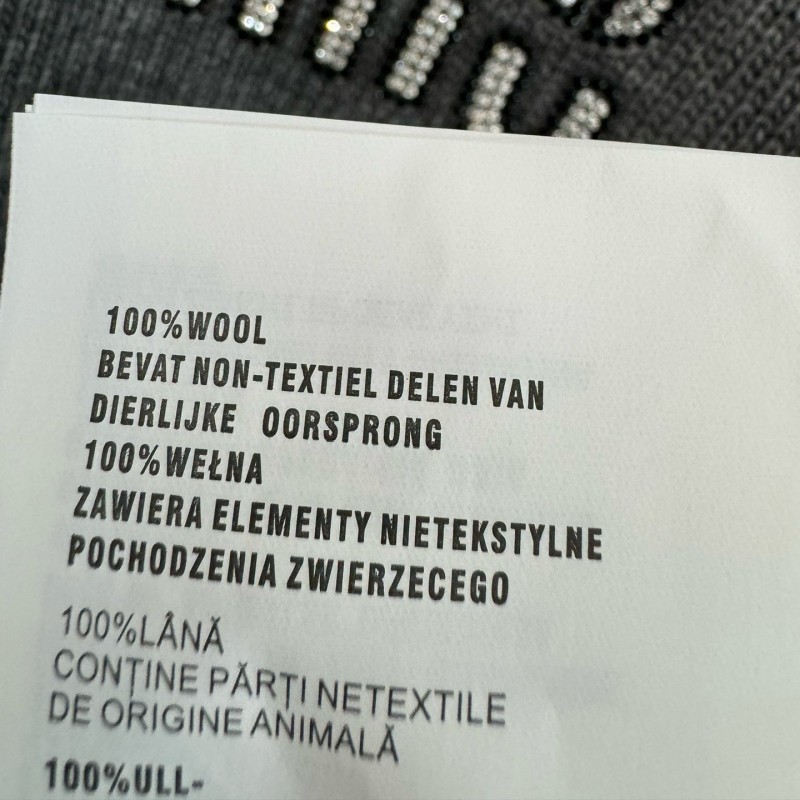 100%WOOL
BEVAT NON-TEXTIEL DELEN VAN
DIERLIJKE OORSPRONG
100%WEŁNA
ZAWIERA ELEMENTY NIETEKSTYLNE
POCHODZENIA ZWIERZECEGO
100%LÂNĂ
CONȚINE PĂRȚI NETEXTILE
DE ORIGINE ANIMALĂ
100%ULL-